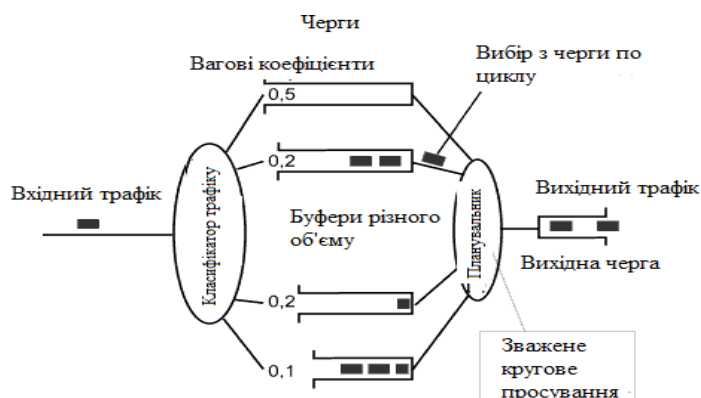 Черги
Вагові коефіцієнти
Вибір з черги по
циклу
0,5
0,2
Вхідний трафік
Класифікатор трафіку
Буфери різного
об'єму
Планувальник
Вихідний трафік
Вихідна черга
0,2
0,1
Зважене
кругове
просування